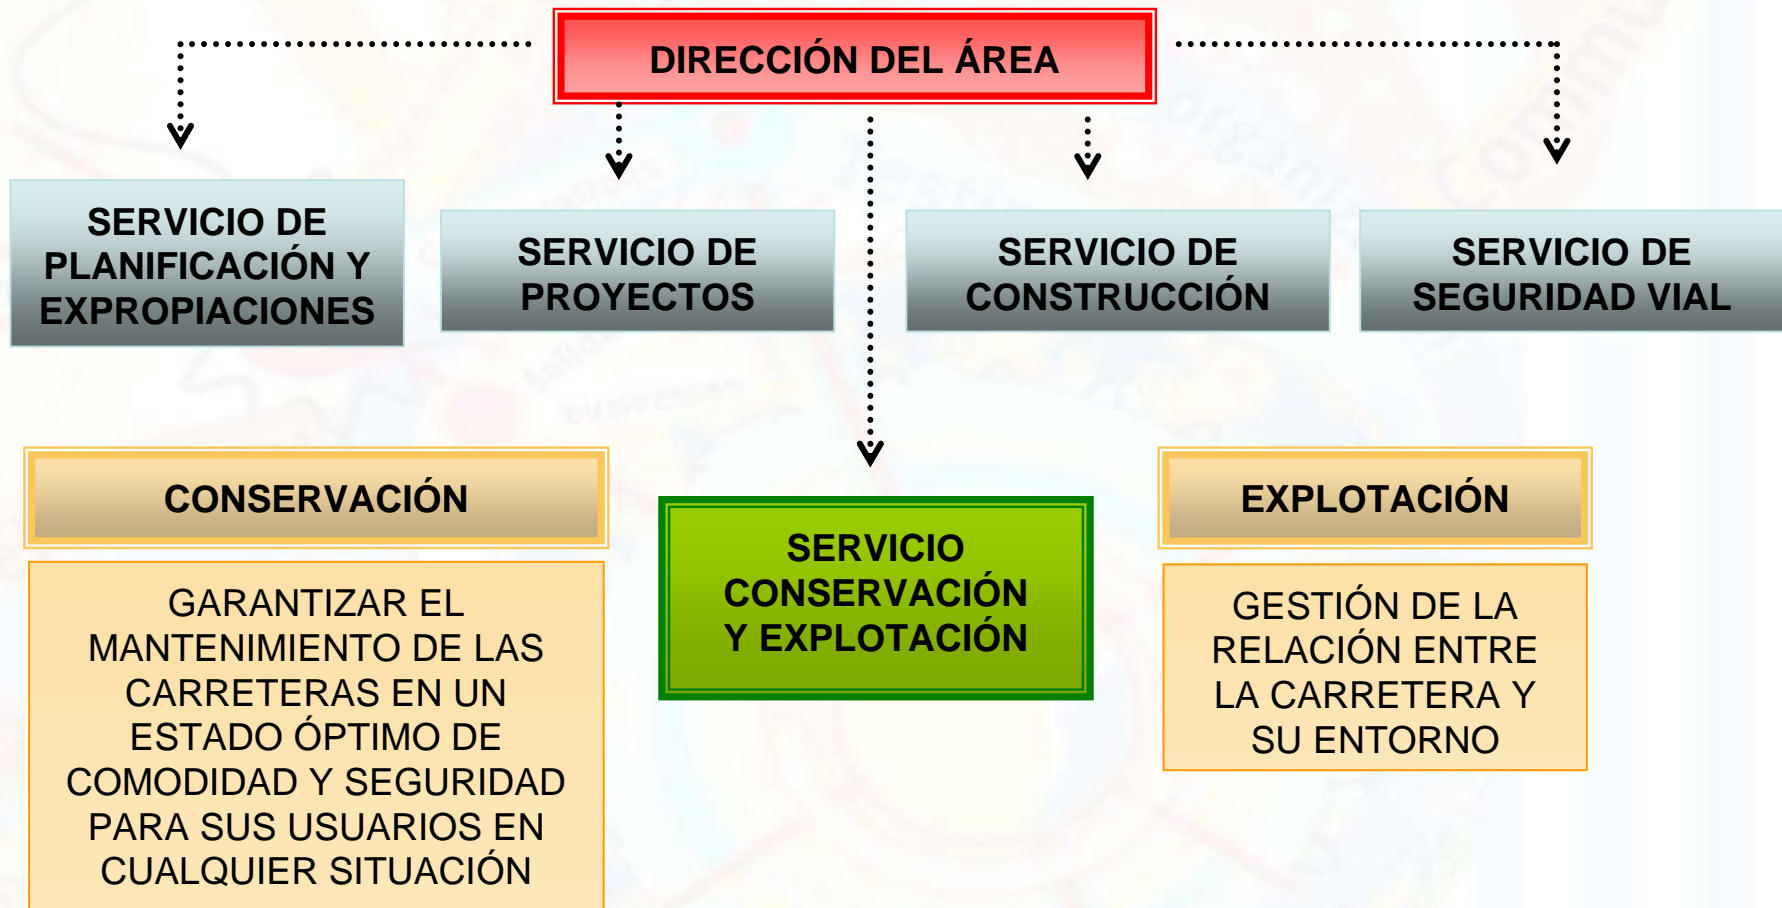 DIRECCIÓN DEL ÁREA
SERVICIO DE
PLANIFICACIÓN Y
EXPROPIACIONES
SERVICIO DE
PROYECTOS
SERVICIO DE
CONSTRUCCIÓN
SERVICIO DE
SEGURIDAD VIAL
CONSERVACIÓN
GARANTIZAR EL
MANTENIMIENTO DE LAS
CARRETERAS EN UN
ESTADO ÓPTIMO DE
COMODIDAD Y SEGURIDAD
PARA SUS USUARIOS EN
CUALQUIER SITUACIÓN
SERVICIO
CONSERVACIÓN
Y EXPLOTACIÓN
EXPLOTACIÓN
GESTIÓN DE LA
RELACIÓN ENTRE
LA CARRETERA Y
SU ENTORNO